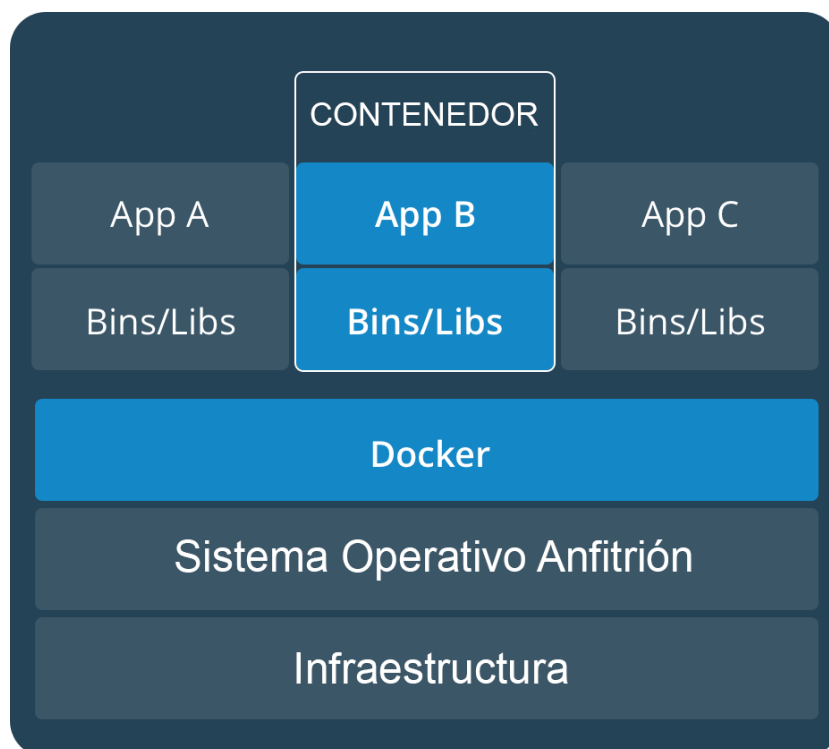 CONTENEDOR
App A App B App C
Bins/Libs Bins/Libs Bins/Libs
Docker
Sistema Operativo Anfitrión
Infraestructura